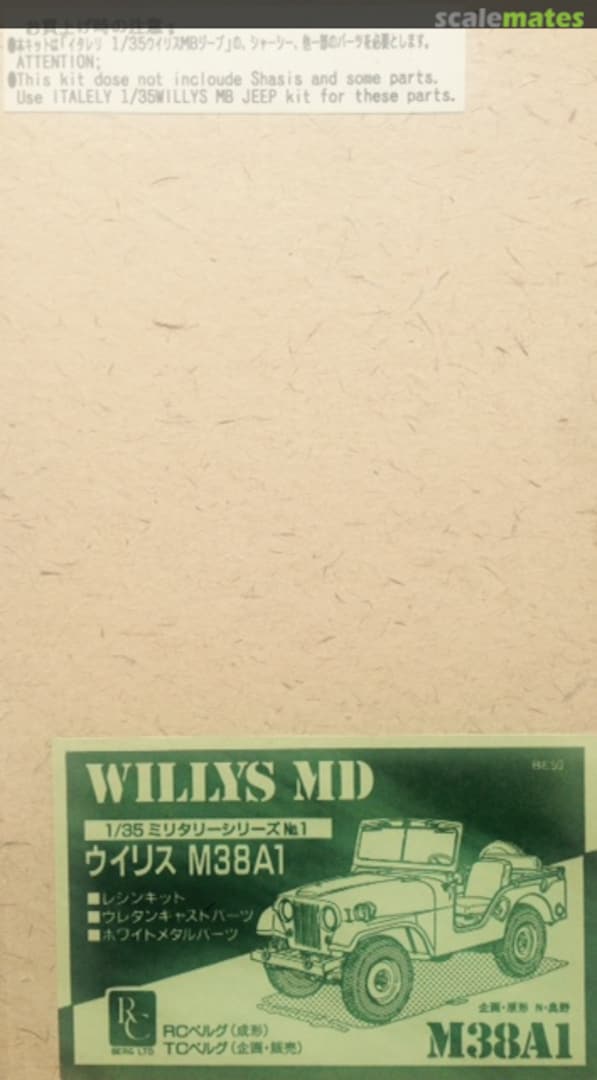 scalemates
お買上げ時の注意;
●本キットは「イタレリ 1/35ウイリスMBジープ」の、シャーシー、他一部のパーツを必要とします。
ATTENTION;
●This kit dose not incloude Shasis and some parts.
Use ITALELY 1/35WILLYS MB JEEP kit for these parts.
WILLYS MD
1/35 ミリタリーシリーズ No.1
ウイリス M38A1
■レジンキット
■ウレタンキャストパーツ
■ホワイトメタルパーツ
企画・原形 N・真野
RC
BERG LTD
RCベルグ(成形)
TCベルグ(企画・販売)
M38A1